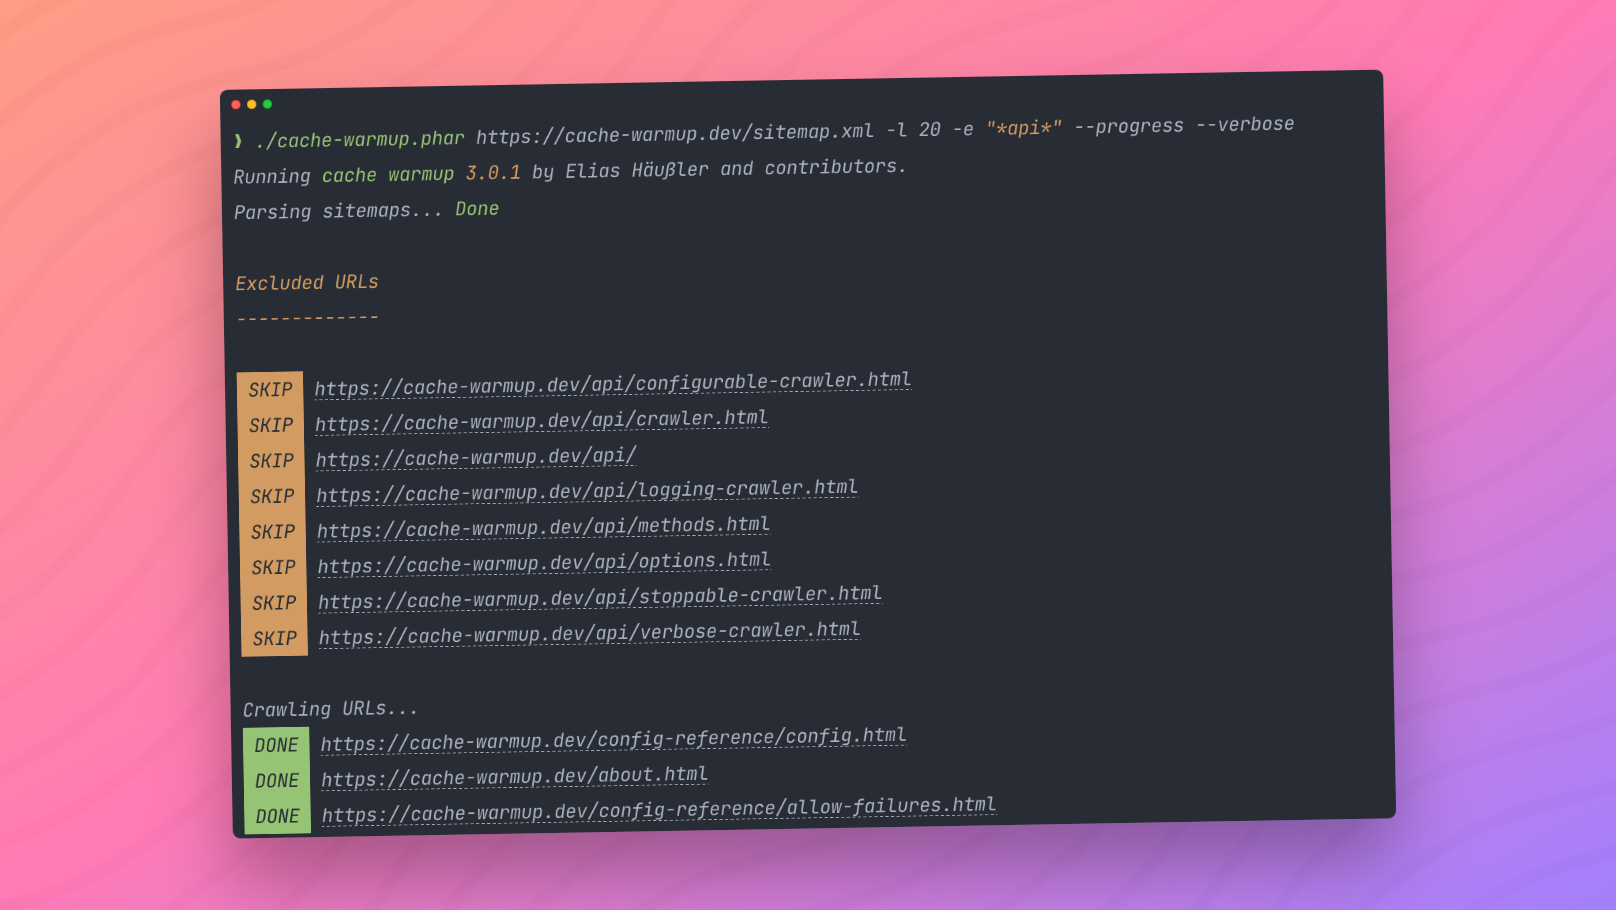 ❱ ./cache-warmup.phar https://cache-warmup.dev/sitemap.xml -l 20 -e "*api*" --progress --verbose
Running cache warmup 3.0.1 by Elias Häußler and contributors.
Parsing sitemaps... Done
Excluded URLs
-------------
SKIP https://cache-warmup.dev/api/configurable-crawler.html
SKIP https://cache-warmup.dev/api/crawler.html
SKIP https://cache-warmup.dev/api/
SKIP https://cache-warmup.dev/api/logging-crawler.html
SKIP https://cache-warmup.dev/api/methods.html
SKIP https://cache-warmup.dev/api/options.html
SKIP https://cache-warmup.dev/api/stoppable-crawler.html
SKIP https://cache-warmup.dev/api/verbose-crawler.html
Crawling URLs...
DONE https://cache-warmup.dev/config-reference/config.html
DONE https://cache-warmup.dev/about.html
DONE https://cache-warmup.dev/config-reference/allow-failures.html